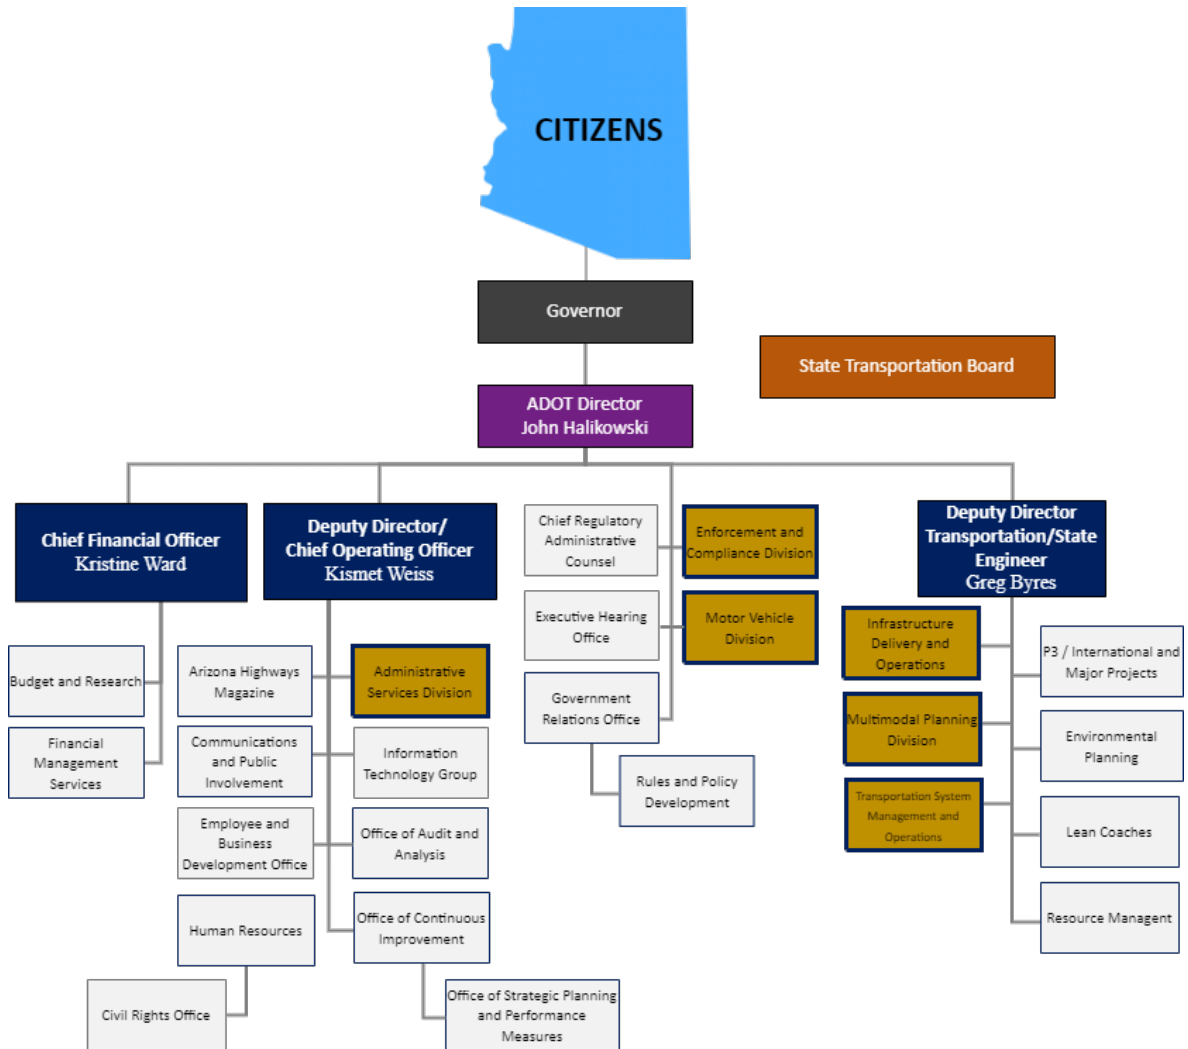 CITIZENS
Governor
State Transportation Board
ADOT Director
John Halikowski
Chief Financial Officer
Kristine Ward
Deputy Director/
Chief Operating Officer
Kismet Weiss
Chief Regulatory
Administrative
Counsel
Enforcement and
Compliance Division
Executive Hearing
Office
Motor Vehicle
Division
Government
Relations Office
Rules and Policy
Development
Deputy Director
Transportation/State
Engineer
Greg Byres
Budget and Research
Financial
Management
Services
Arizona Highways
Magazine
Administrative
Services Division
Communications
and Public
Involvement
Information
Technology Group
Employee and
Business
Development Office
Office of Audit and
Analysis
Human Resources
Office of Continuous
Improvement
Civil Rights Office
Office of Strategic Planning
and Performance
Measures
Infrastructure
Delivery and
Operations
P3 / International and
Major Projects
Multimodal Planning
Division
Environmental
Planning
Transportation System
Management and
Operations
Lean Coaches
Resource Managent